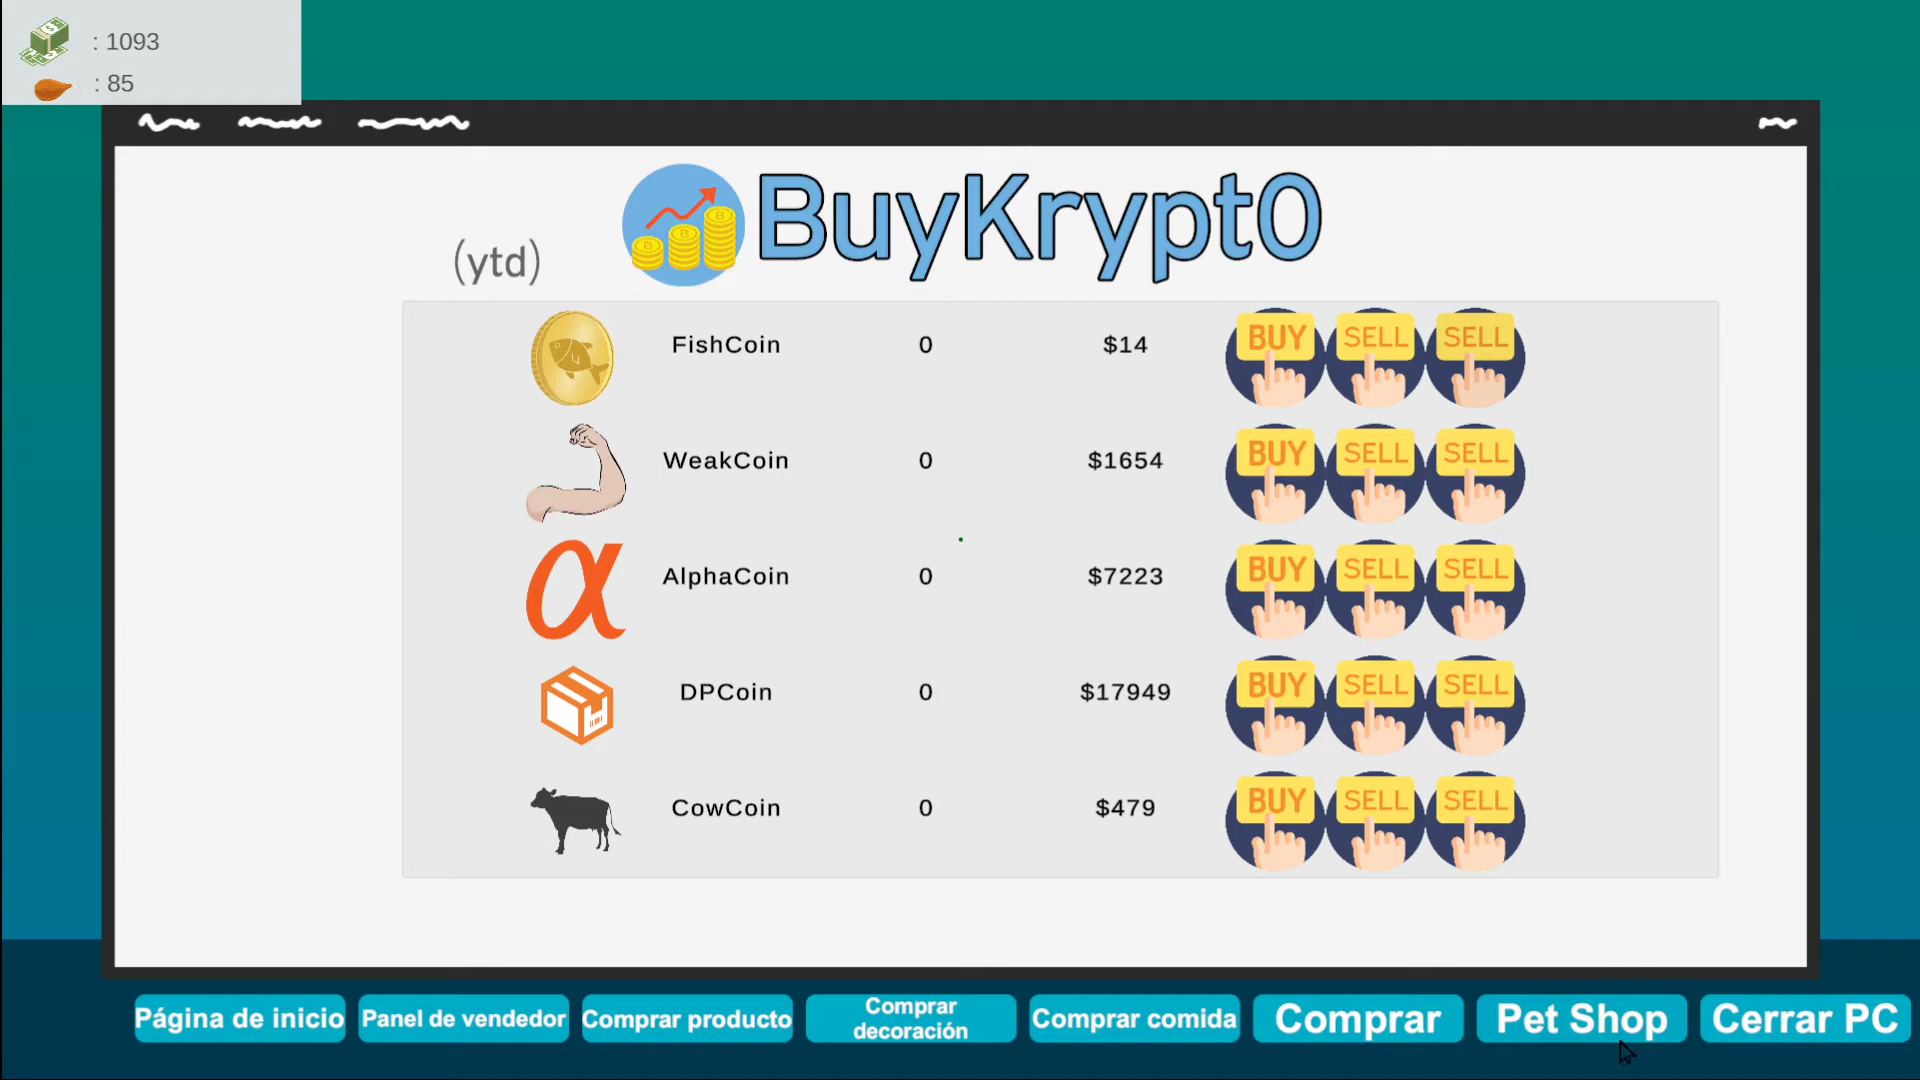 : 1093
: 85
BuyKrypt0
(ytd)
FishCoin 0 $14 BUY SELL SELL
WeakCoin 0 $1654 BUY SELL SELL
AlphaCoin 0 $7223 BUY SELL SELL
DPCoin 0 $17949 BUY SELL SELL
CowCoin 0 $479 BUY SELL SELL
Página de inicio
Panel de vendedor
Comprar producto
Comprar
decoración
Comprar comida
Comprar
Pet Shop
Cerrar PC